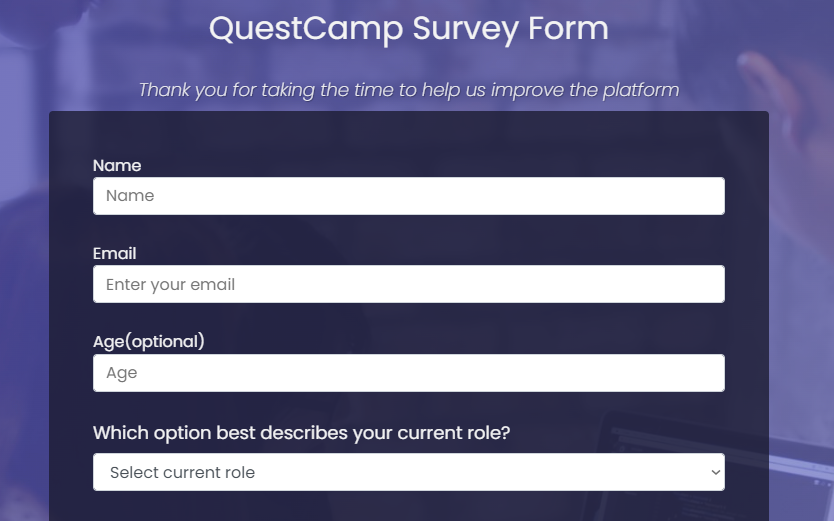 QuestCamp Survey Form
Thank you for taking the time to help us improve the platform
Name
Name
Email
Enter your email
Age(optional)
Age
Which option best describes your current role?
Select current role